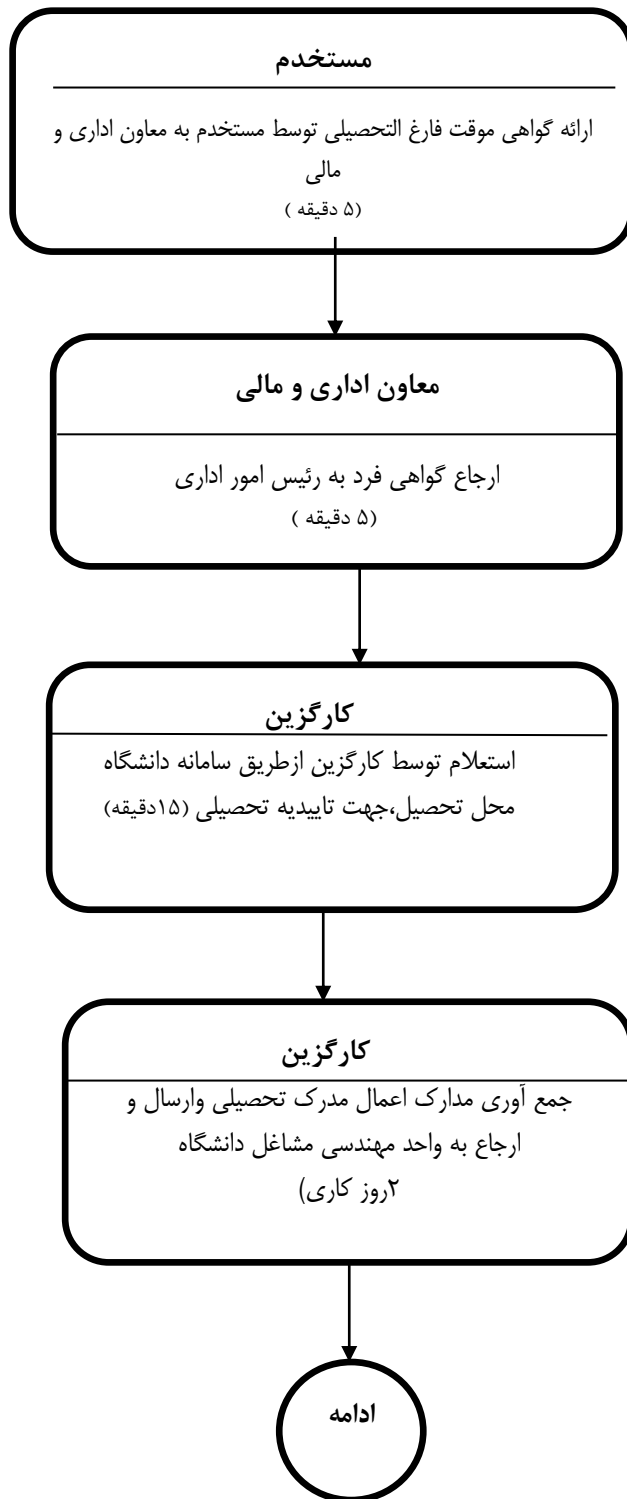 مستخدم
ارائه گواهی موقت فارغ التحصیلی توسط مستخدم به معاون اداری و
مالی
(۵ دقیقه )
معاون اداری و مالی
ارجاع گواهی فرد به رئیس امور اداری
(۵ دقیقه )
کارگزین
استعلام توسط کارگزین ازطریق سامانه دانشگاه
محل تحصیل،جهت تاییدیه تحصیلی (۱۵دقیقه)
کارگزین
جمع آوری مدارک اعمال مدرک تحصیلی وارسال و
ارجاع به واحد مهندسی مشاغل دانشگاه
۲روز کاری)
ادامه